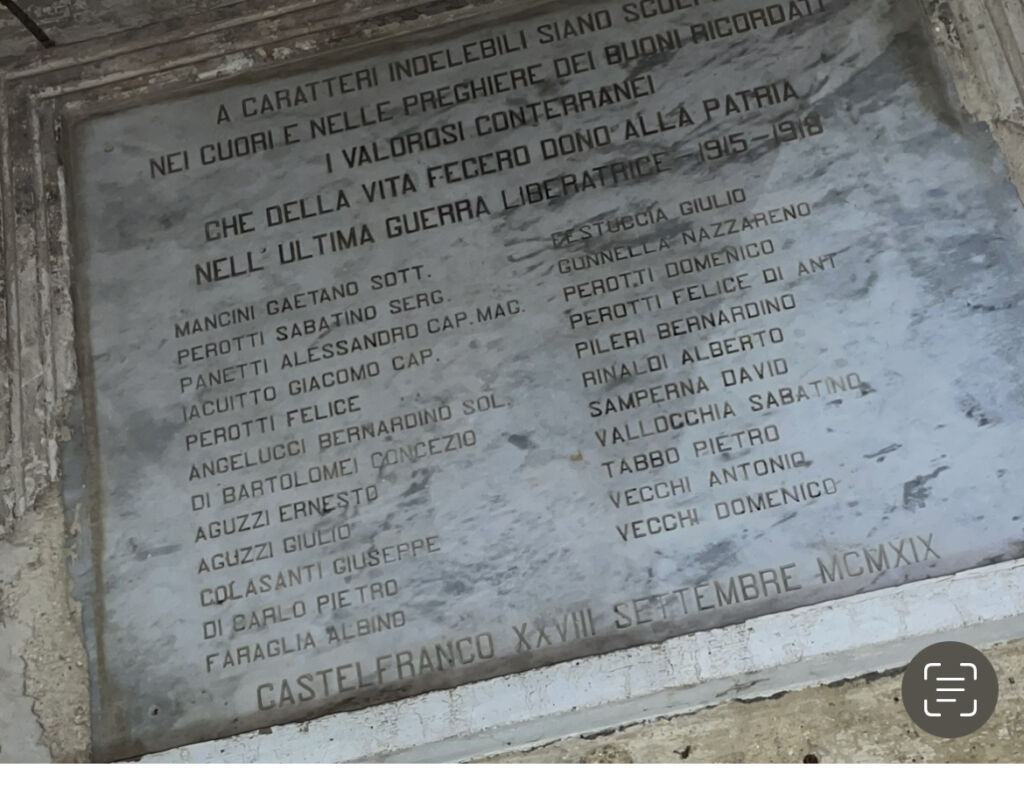 A CARATTERI INDELEBILI SIANO
NEI CUORI E NELLE PREGHIERE DEI BUONI RICORDATI
I VALOROSI CONTERRANEI
CHE DELLA VITA FECERO DONO ALLA PATRIA
NELL' ULTIMA GUERRA LIBERATRICE 1915-1918
MANCINI GAETANO SOTT.
PEROTTI SABATINO SERG.
PANETTI ALESSANDRO CAP. MAG.
IACUITTO GIACOMO CAP.
PEROTTI FELICE
ANGELUCCI BERNARDINO SOL.
DI BARTOLOMEI CONCEZIO
AGUZZI ERNESTO
AGUZZI GIULIO
COLASANTI GIUSEPPE
DI CARLO PIETRO
FARAGLIA ALBINO
FESTUCCIA GIULIO
GUNNELLA NAZZARENO
PEROTTI DOMENICO
PEROTTI FELICE DI ANT
PILERI BERNARDINO
RINALDI ALBERTO
SAMPERNA DAVID
VALLOCCHIA SABATINO
TABBO PIETRO
VECCHI ANTONIO
VECCHI DOMENICO
CASTELFRANCO XXVIII SETTEMBRE MCMXIX